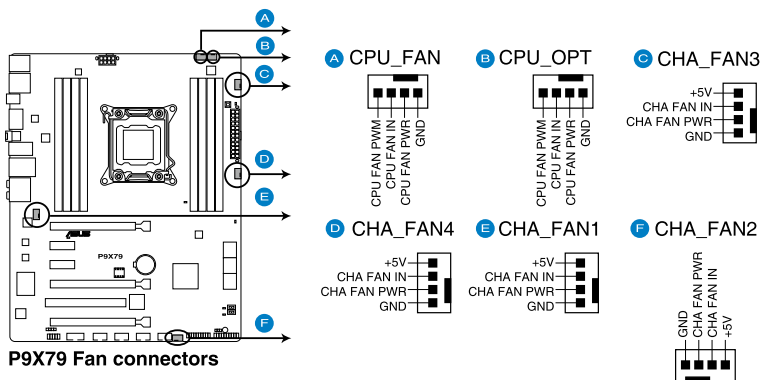 A
B
C
D
E
F
ASUS
P9X79
P9X79 Fan connectors
A CPU_FAN
CPU FAN PWM
CPU FAN IN
CPU FAN PWR
GND
B CPU_OPT
CPU FAN PWM
CPU FAN IN
CPU FAN PWR
GND
C CHA_FAN3
+5V
CHA FAN IN
CHA FAN PWR
GND
D CHA_FAN4
+5V
CHA FAN IN
CHA FAN PWR
GND
E CHA_FAN1
+5V
CHA FAN IN
CHA FAN PWR
GND
F CHA_FAN2
GND
CHA FAN PWR
CHA FAN IN
+5V